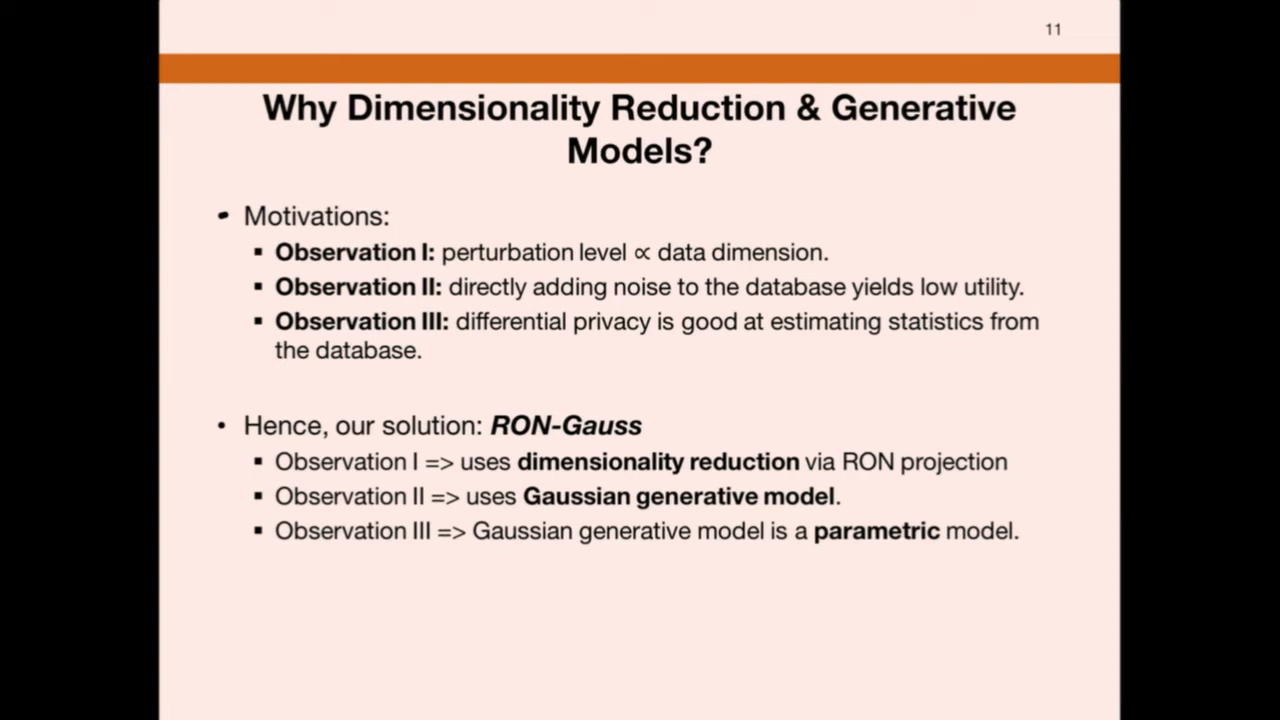 11
Why Dimensionality Reduction & Generative
Models?
• Motivations:
▪ Observation I: perturbation level ∝ data dimension.
▪ Observation II: directly adding noise to the database yields low utility.
▪ Observation III: differential privacy is good at estimating statistics from
the database.
• Hence, our solution: RON-Gauss
▪ Observation I => uses dimensionality reduction via RON projection
▪ Observation II => uses Gaussian generative model.
▪ Observation III => Gaussian generative model is a parametric model.